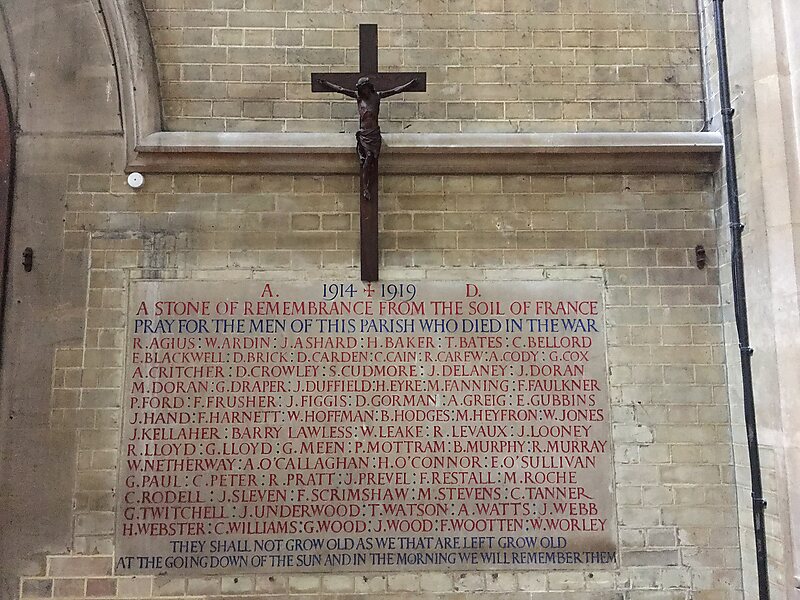 A. 1914 ✝ 1919 D.
A STONE OF REMEMBRANCE FROM THE SOIL OF FRANCE
PRAY FOR THE MEN OF THIS PARISH WHO DIED IN THE WAR
R. AGIUS : W. ARDIN : J. ASHARD : H. BAKER : T. BATES : C. BELLORD
E. BLACKWELL : D. BRICK : D. CARDEN : C. CAIN : R. CAREW : A. CODY : G. COX
A. CRITCHER : D. CROWLEY : S. CUDMORE : J. DELANEY : J. DORAN
M. DORAN : G. DRAPER : J. DUFFIELD : H. EYRE : M. FANNING : F. FAULKNER
P. FORD : F. FRUSHER : J. FIGGIS : D. GORMAN : A. GREIG : E. GUBBINS
J. HAND : F. HARNETT : W. HOFFMAN : B. HODGES : M. HEYFRON : W. JONES
J. KELLAHER : BARRY LAWLESS : W. LEAKE : R. LEVAUX : J. LOONEY
R. LLOYD : G. LLOYD : G. MEEN : P. MOTTRAM : B. MURPHY : R. MURRAY
W. NETHERWAY : A. O'CALLAGHAN : H. O'CONNOR : E. O'SULLIVAN
G. PAUL : C. PETER : R. PRATT : J. PREVEL : F. RESTALL : M. ROCHE
C. RODELL : J. SLEVEN : F. SCRIMSHAW : M. STEVENS : C. TANNER
G. TWITCHELL : J. UNDERWOOD : T. WATSON : A. WATTS : J. WEBB
H. WEBSTER : C. WILLIAMS : G. WOOD : J. WOOD : F. WOOTTEN : W. WORLEY
THEY SHALL NOT GROW OLD AS WE THAT ARE LEFT GROW OLD
AT THE GOING DOWN OF THE SUN AND IN THE MORNING WE WILL REMEMBER THEM